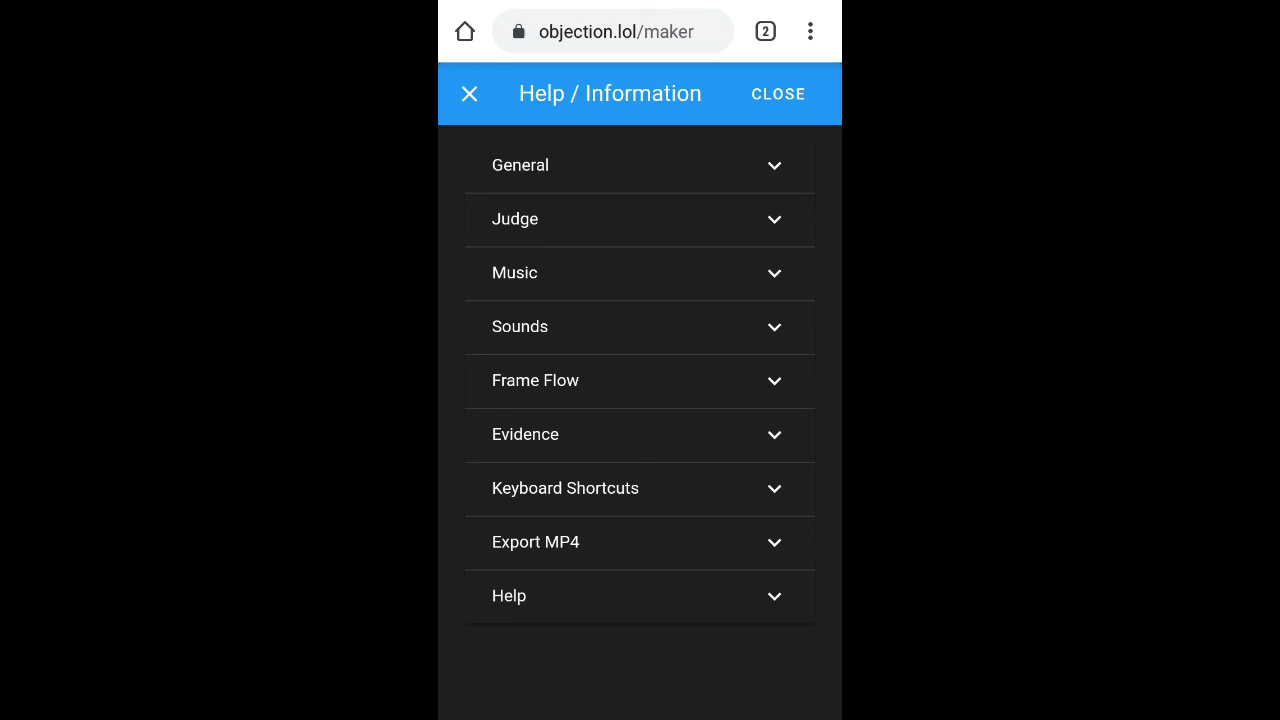 objection.lol/maker
2
Help / Information
CLOSE
General
Judge
Music
Sounds
Frame Flow
Evidence
Keyboard Shortcuts
Export MP4
Help